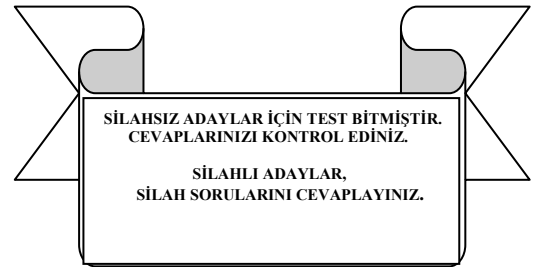 SİLAHSIZ ADAYLAR İÇİN TEST BİTMİŞTİR.
CEVAPLARINIZI KONTROL EDİNİZ.
SİLAHLI ADAYLAR,
SİLAH SORULARINI CEVAPLAYINIZ.